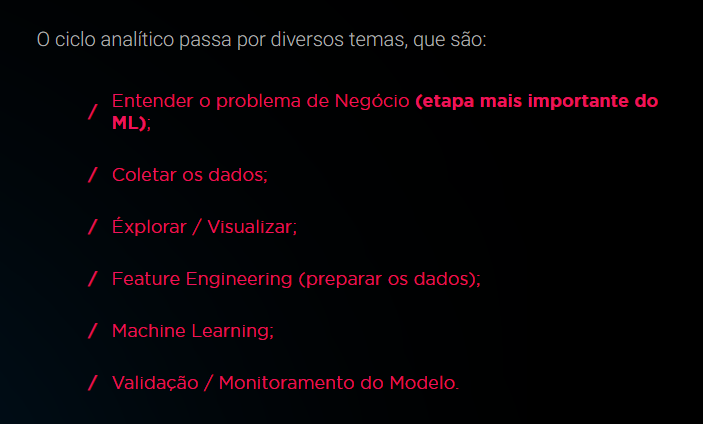 O ciclo analítico passa por diversos temas, que são:
/ Entender o problema de Negócio (etapa mais importante do
ML);
/ Coletar os dados;
/ Éxplorar / Visualizar;
/ Feature Engineering (preparar os dados);
/ Machine Learning;
/ Validação / Monitoramento do Modelo.